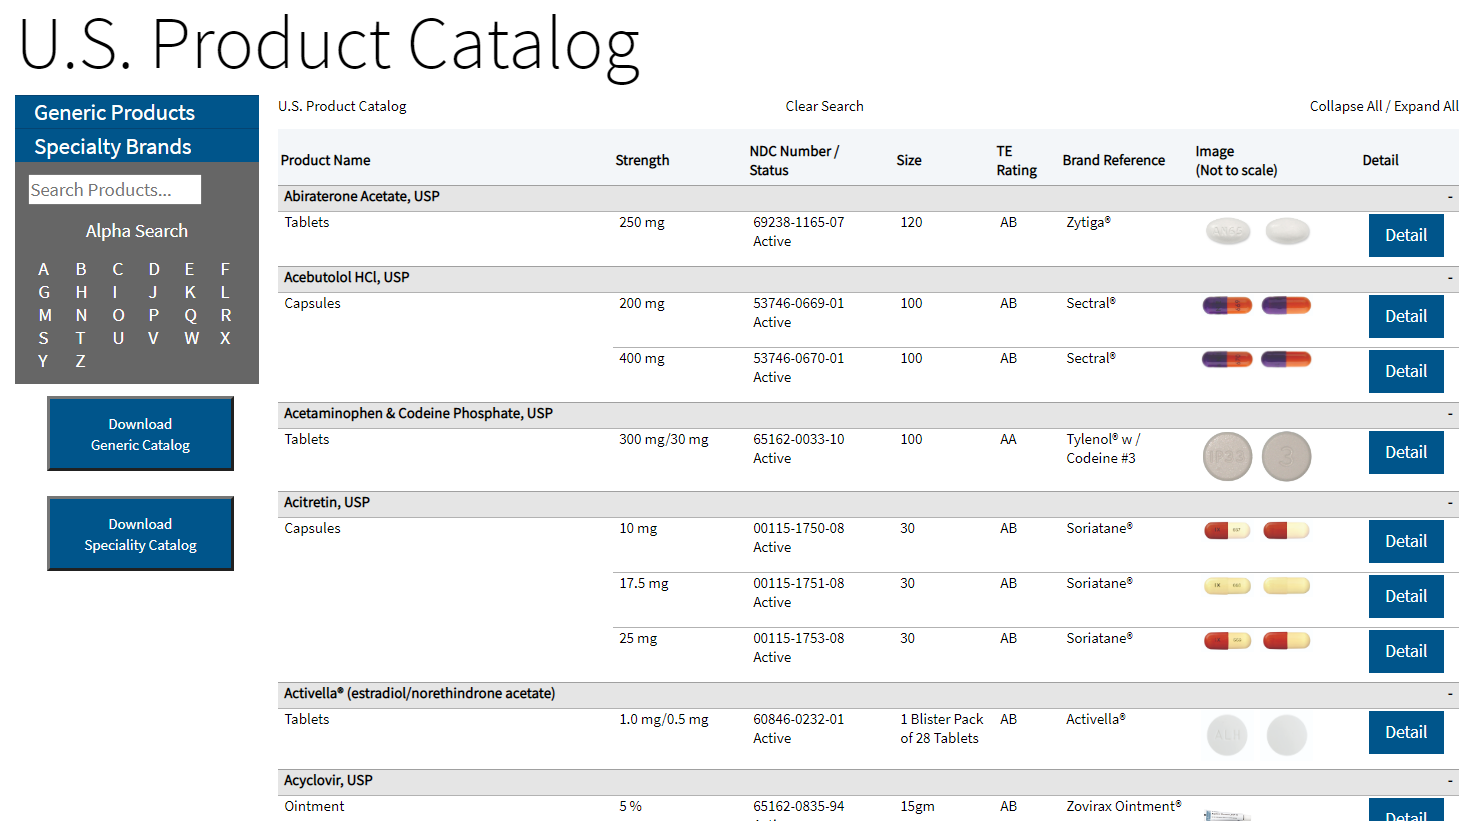 U.S. Product Catalog
Generic Products
Specialty Brands
Search Products...
Alpha Search
A B C D E F
G H I J K L
M N O P Q R
S T U V W X
Y Z
Download
Generic Catalog
Download
Speciality Catalog
U.S. Product Catalog Clear Search Collapse All / Expand All
Product Name Strength NDC Number / Status Size TE Rating Brand Reference Image (Not to scale) Detail
Abiraterone Acetate, USP -
Tablets 250 mg 69238-1165-07 120 AB Zytiga® Detail
Active
Acebutolol HCl, USP -
Capsules 200 mg 53746-0669-01 100 AB Sectral® Detail
Active
400 mg 53746-0670-01 100 AB Sectral® Detail
Active
Acetaminophen & Codeine Phosphate, USP -
Tablets 300 mg/30 mg 65162-0033-10 100 AA Tylenol® w / IP33 3 Detail
Active Codeine #3
Acitretin, USP -
Capsules 10 mg 00115-1750-08 30 AB Soriatane® Detail
Active
17.5 mg 00115-1751-08 30 AB Soriatane® Detail
Active
25 mg 00115-1753-08 30 AB Soriatane® Detail
Active
Activella® (estradiol/norethindrone acetate) -
Tablets 1.0 mg/0.5 mg 60846-0232-01 1 Blister Pack AB Activella® Detail
Active of 28 Tablets
Acyclovir, USP -
Ointment 5 % 65162-0835-94 15gm AB Zovirax Ointment® Detail
Active